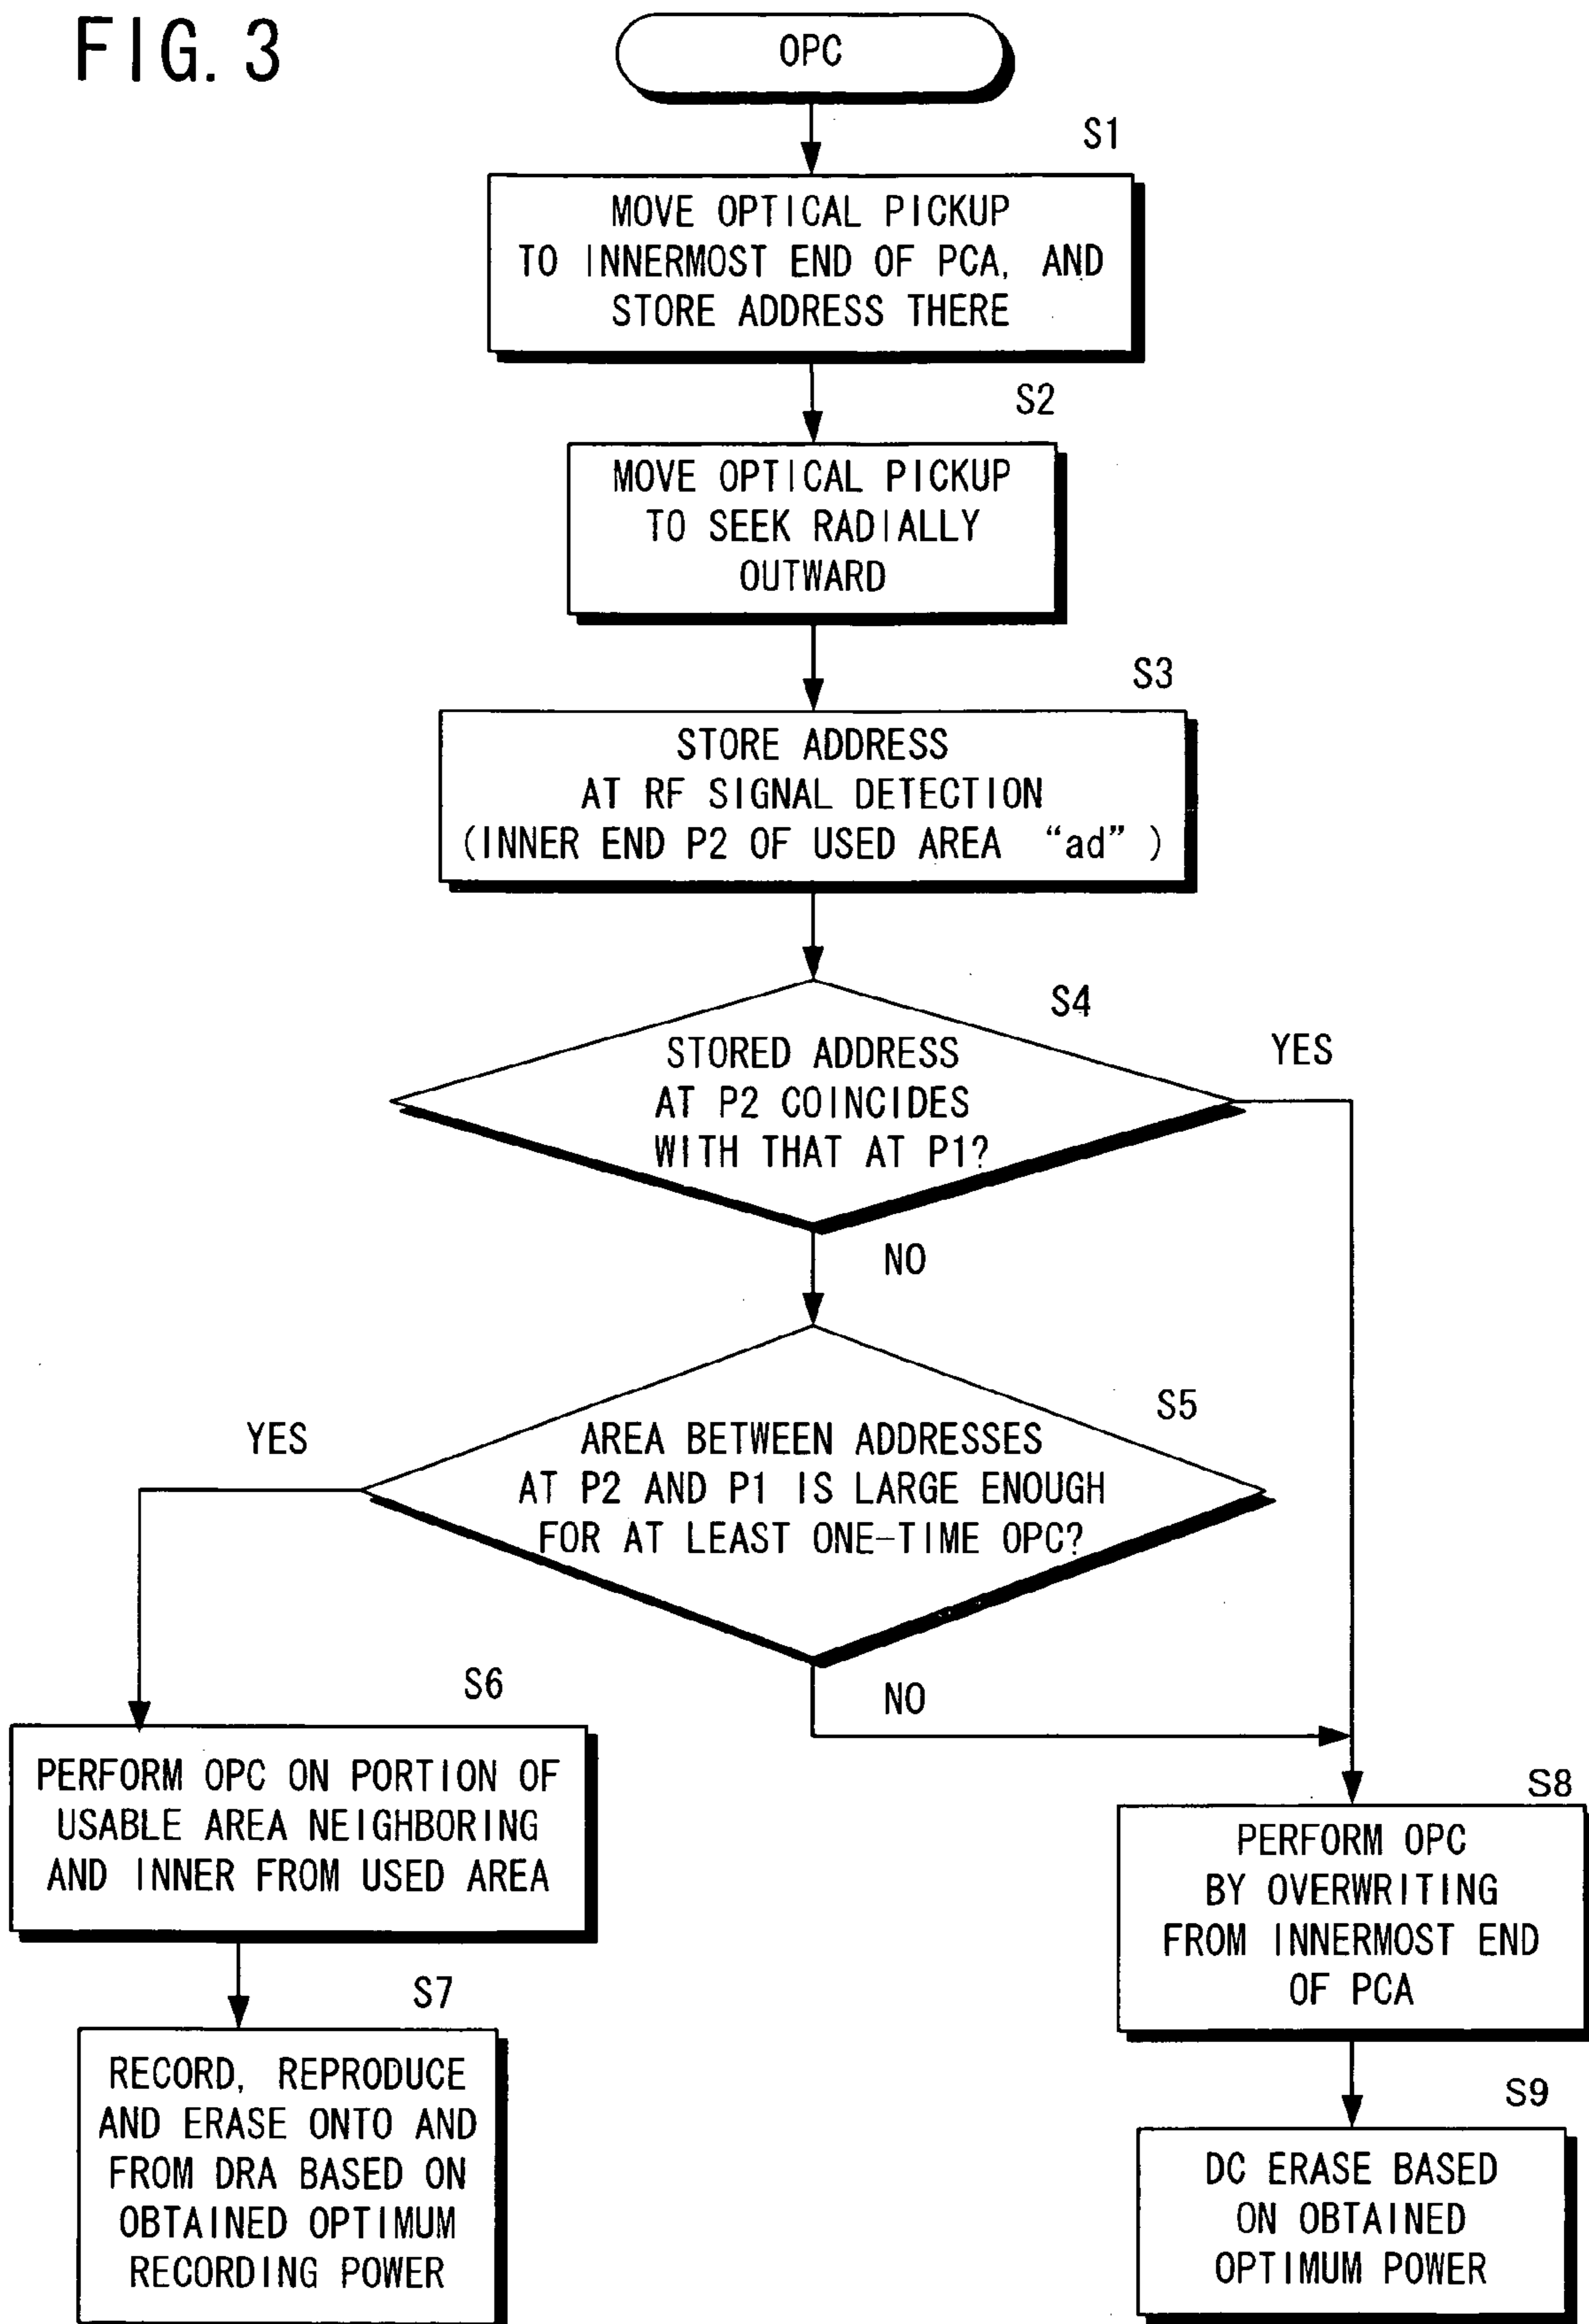 FIG. 3
OPC
S1
MOVE OPTICAL PICKUP
TO INNERMOST END OF PCA, AND
STORE ADDRESS THERE
S2
MOVE OPTICAL PICKUP
TO SEEK RADIALLY
OUTWARD
S3
STORE ADDRESS
AT RF SIGNAL DETECTION
(INNER END P2 OF USED AREA “ad”)
S4
STORED ADDRESS
AT P2 COINCIDES
WITH THAT AT P1?
YES
NO
S5
AREA BETWEEN ADDRESSES
AT P2 AND P1 IS LARGE ENOUGH
FOR AT LEAST ONE-TIME OPC?
YES
NO
S6
PERFORM OPC ON PORTION OF
USABLE AREA NEIGHBORING
AND INNER FROM USED AREA
S7
RECORD, REPRODUCE
AND ERASE ONTO AND
FROM DRA BASED ON
OBTAINED OPTIMUM
RECORDING POWER
S8
PERFORM OPC
BY OVERWRITING
FROM INNERMOST END
OF PCA
S9
DC ERASE BASED
ON OBTAINED
OPTIMUM POWER